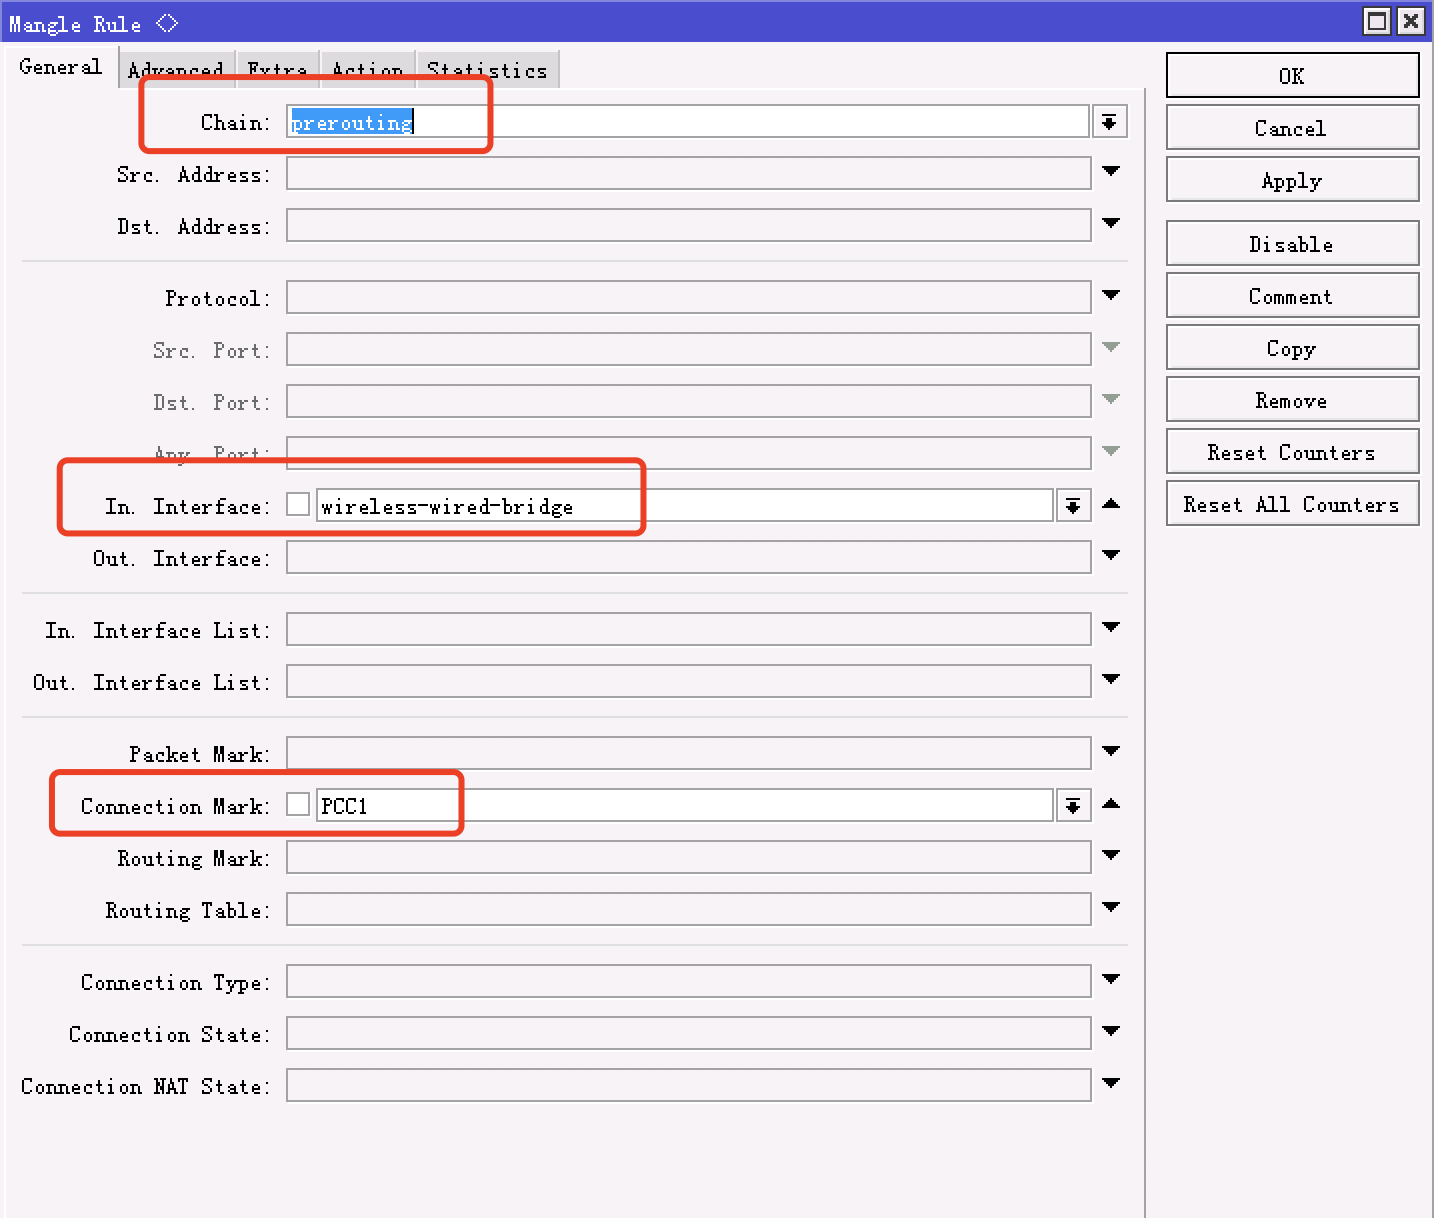 Mangle Rule <>
General Advanced Extra Action Statistics
Chain: prerouting
Src. Address:
Dst. Address:
Protocol:
Src. Port:
Dst. Port:
Any. Port:
In. Interface: wireless-wired-bridge
Out. Interface:
In. Interface List:
Out. Interface List:
Packet Mark:
Connection Mark: PCC1
Routing Mark:
Routing Table:
Connection Type:
Connection State:
Connection NAT State:
OK
Cancel
Apply
Disable
Comment
Copy
Remove
Reset Counters
Reset All Counters